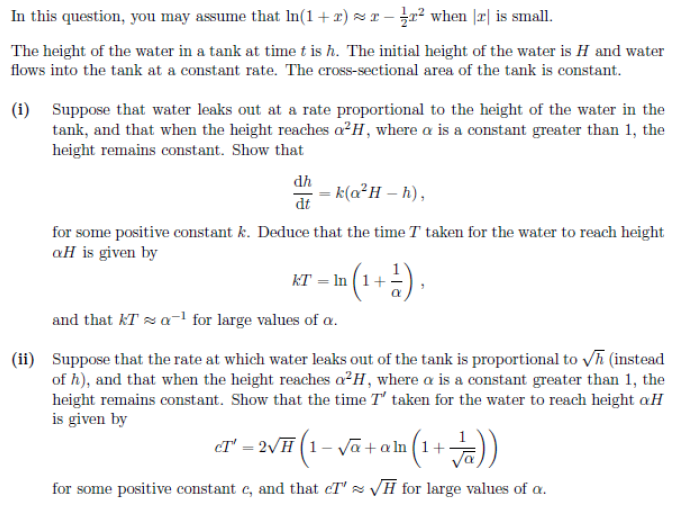 In this question, you may assume that ln(1 + x) ≈ x − ½x² when |x| is small.
The height of the water in a tank at time t is h. The initial height of the water is H and water
flows into the tank at a constant rate. The cross-sectional area of the tank is constant.
(i) Suppose that water leaks out at a rate proportional to the height of the water in the
tank, and that when the height reaches α²H, where α is a constant greater than 1, the
height remains constant. Show that
dh/dt = k(α²H − h),
for some positive constant k. Deduce that the time T taken for the water to reach height
αH is given by
kT = ln(1 + 1/α),
and that kT ≈ α⁻¹ for large values of α.
(ii) Suppose that the rate at which water leaks out of the tank is proportional to √h (instead
of h), and that when the height reaches α²H, where α is a constant greater than 1, the
height remains constant. Show that the time T′ taken for the water to reach height αH
is given by
cT′ = 2√H(1 − √α + α ln(1 + 1/√α))
for some positive constant c, and that cT′ ≈ √H for large values of α.